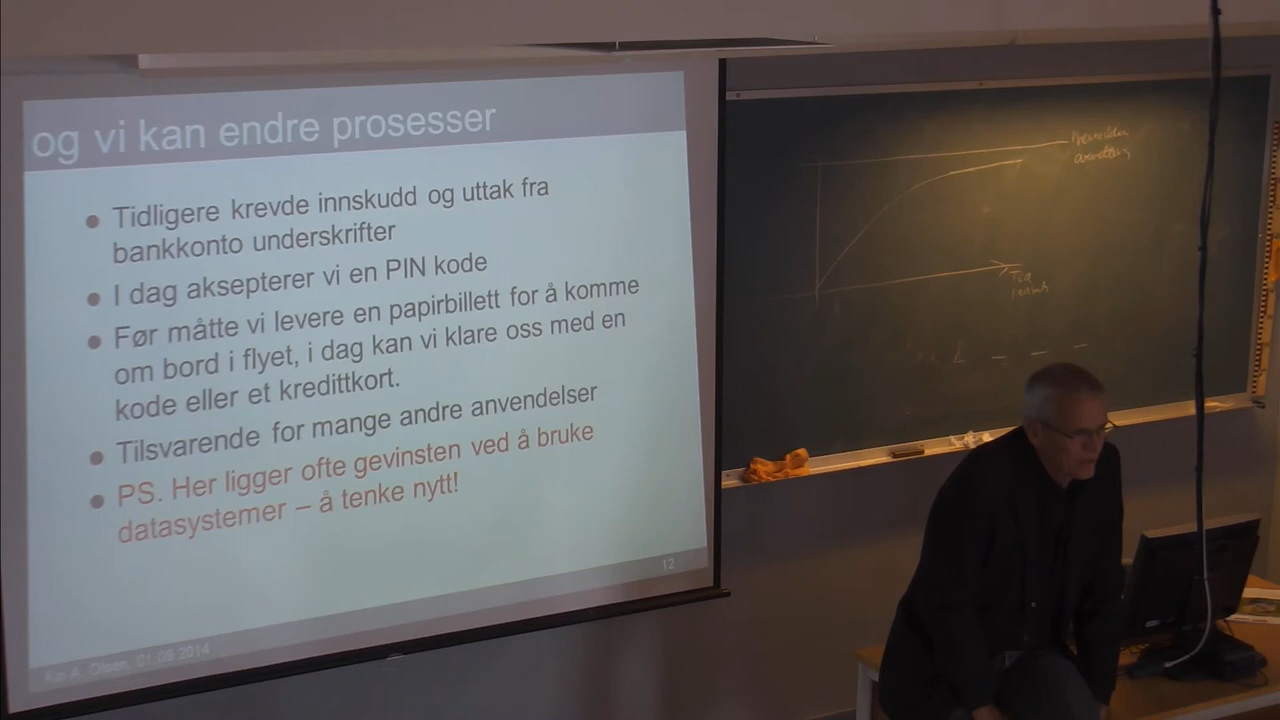 og vi kan endre prosesser
Tidligere krevde innskudd og uttak fra
bankkonto underskrifter
I dag aksepterer vi en PIN kode
Før måtte vi levere en papirbillett for å komme
om bord i flyet, i dag kan vi klare oss med en
kode eller et kredittkort.
Tilsvarende for mange andre anvendelser
PS. Her ligger ofte gevinsten ved å bruke
datasystemer – å tenke nytt!
12
Kai A. Olsen, 01.09.2014